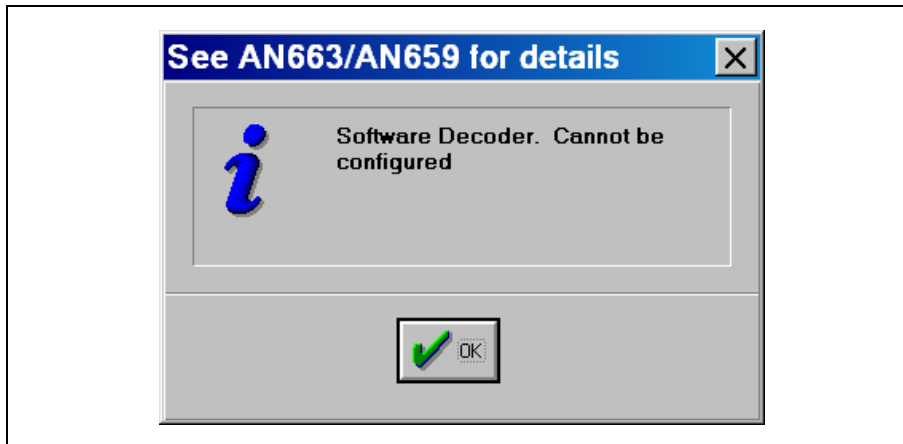 See AN663/AN659 for details
Software Decoder. Cannot be
configured
OK